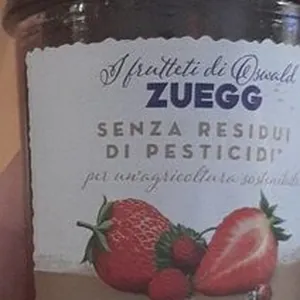 I frutteti di Oswald
ZUEGG
SENZA RESIDUI
DI PESTICIDI*
per un'agricoltura sostenibile